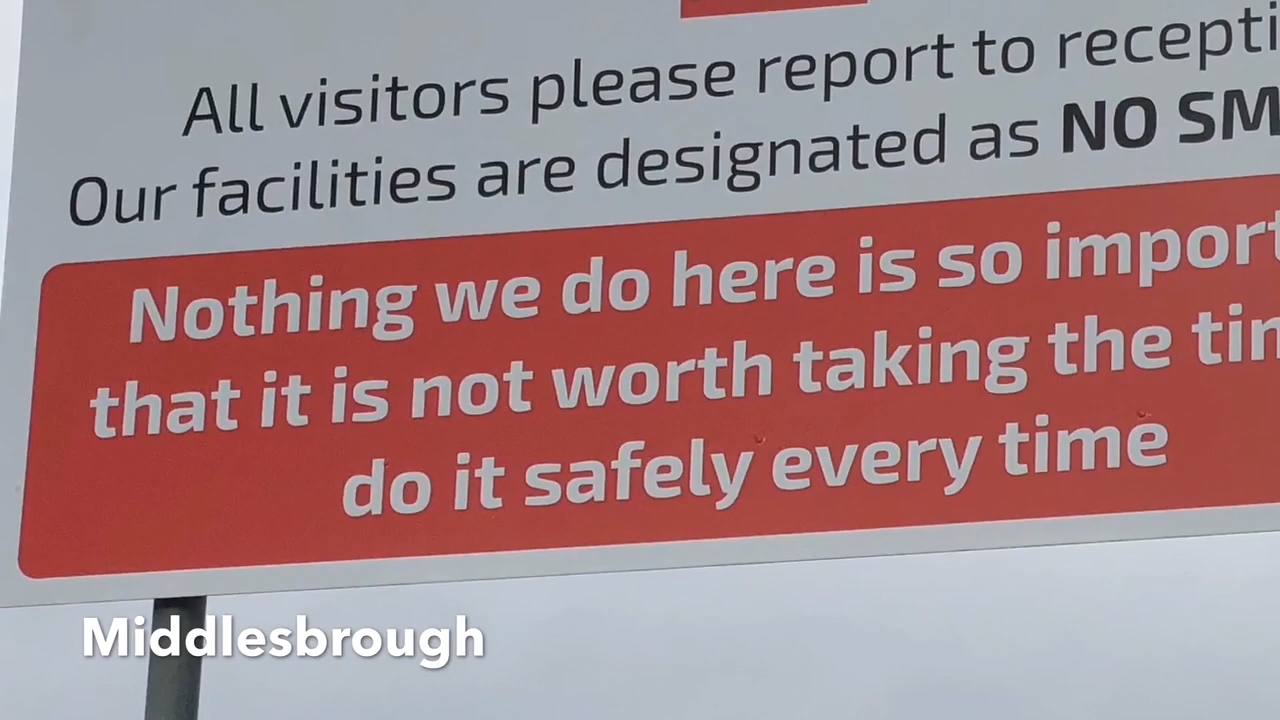 All visitors please report to recepti
Our facilities are designated as NO SM
Nothing we do here is so import
that it is not worth taking the tim
do it safely every time
Middlesbrough